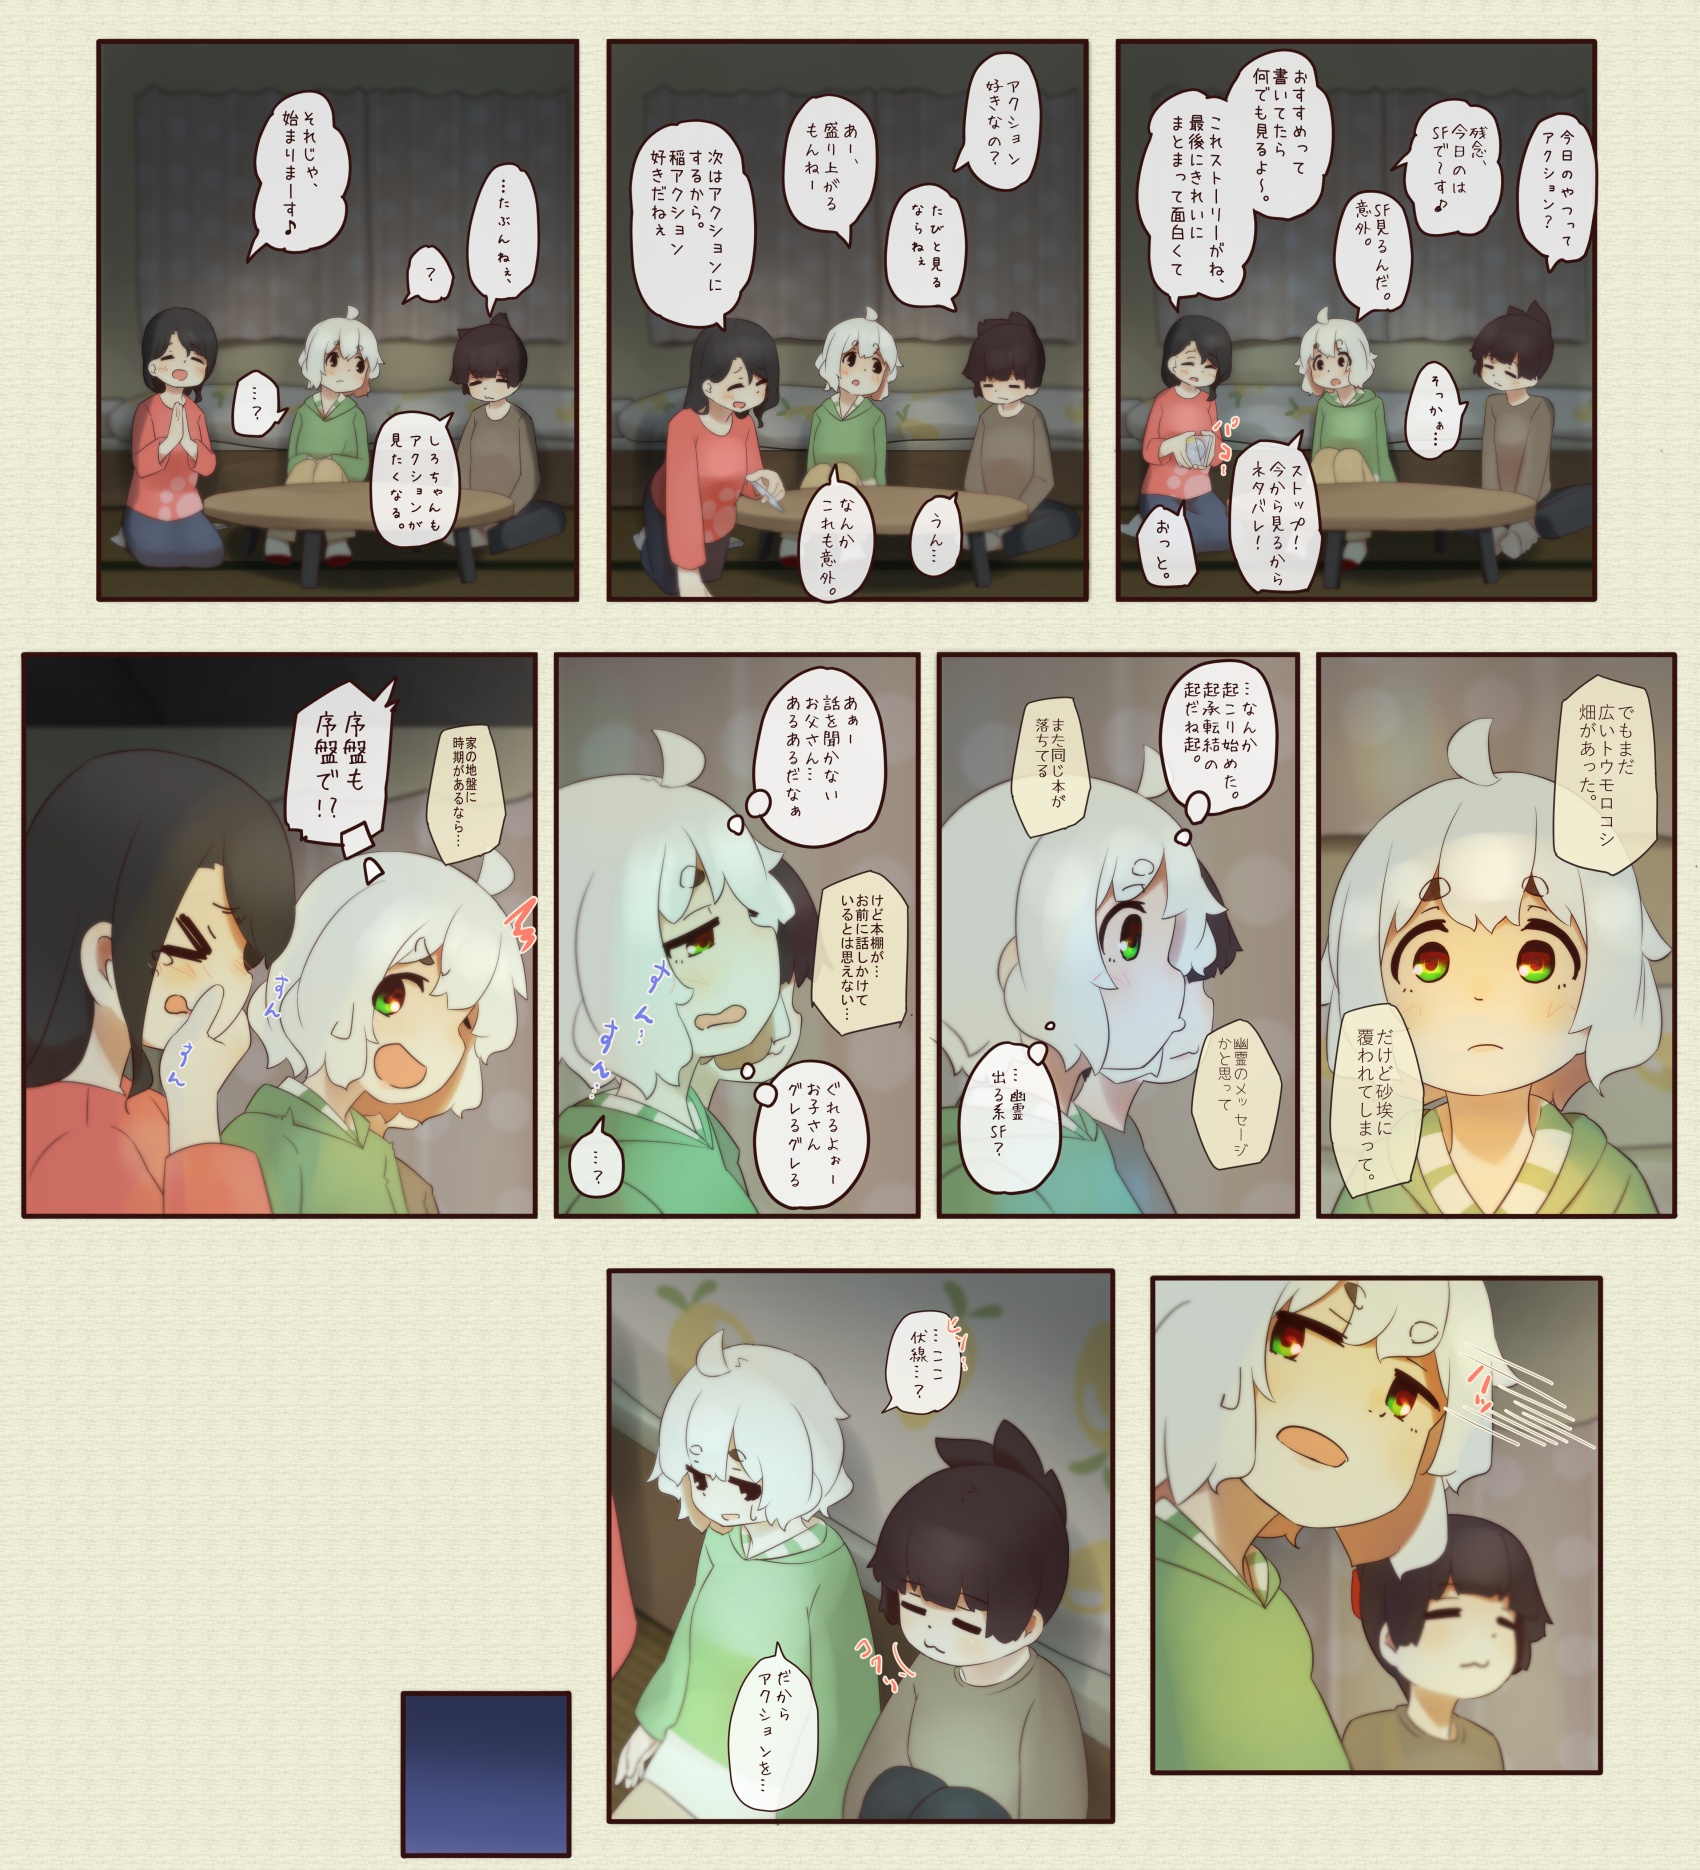 今日のやつって
アクション?
残念、
今日のは
SFで〜す♪
SF見るんだ。
意外。
おすすめって
書いてたら
何でも見るよ〜。
これストーリーがね、
最後にきれいに
まとまって面白くて
そっかぁ…
ストップ!
今から見るから
ネタバレ!
おっと。
アクション
好きなの?
たびと見る
ならねぇ
あー、
盛り上がる
もんねー
次はアクションに
するから。
稲アクション
好きだねぇ
うん…
なんか
これも意外。
…たぶんねぇ、
?
しろちゃんも
アクションが
見たくなる。
…?
それじゃ、
始まりまーす♪
でもまだ
広いトウモロコシ
畑があった。
だけど砂埃に
覆われてしまって。
…なんか
起こり始めた。
起承転結の
起だね起。
また同じ本が
落ちてる
幽霊のメッセージ
かと思って
…幽霊
出る系SF?
あぁー
話を聞かない
お父さん…
あるあるだなぁ
けど本棚が…
お前に話しかけて
いるとは思えない…
ぐれるよぉー
お子さん
グレるグレる
すん…
すん…
…?
家の地盤に
時期があるなら…
序盤も
序盤で!?
すん
すん
ハッ
…ここ
伏線…?
ヒソ…
コクッ
だから
アクションを…